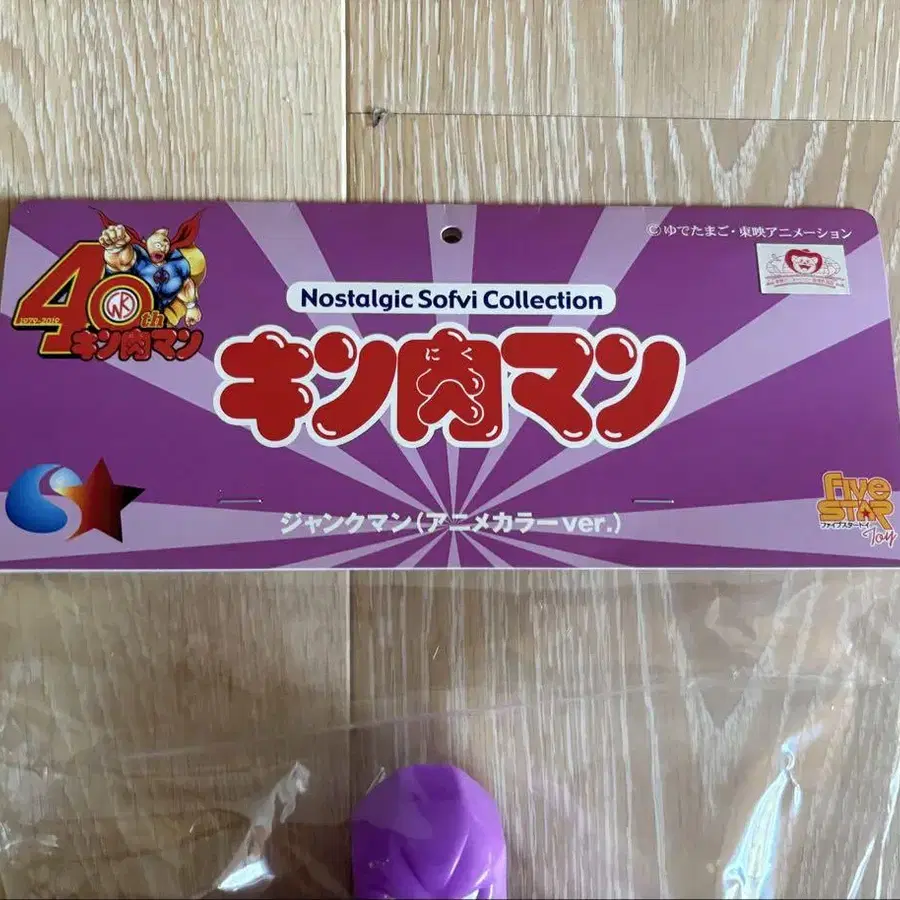 ©ゆでたまご・東映アニメーション
40th
1979-2019
キン肉マン
Nostalgic Sofvi Collection
にく
キン肉マン
ジャンクマン(アニメカラーver.)
Five
STAR
ファイブスタートイ
Toy